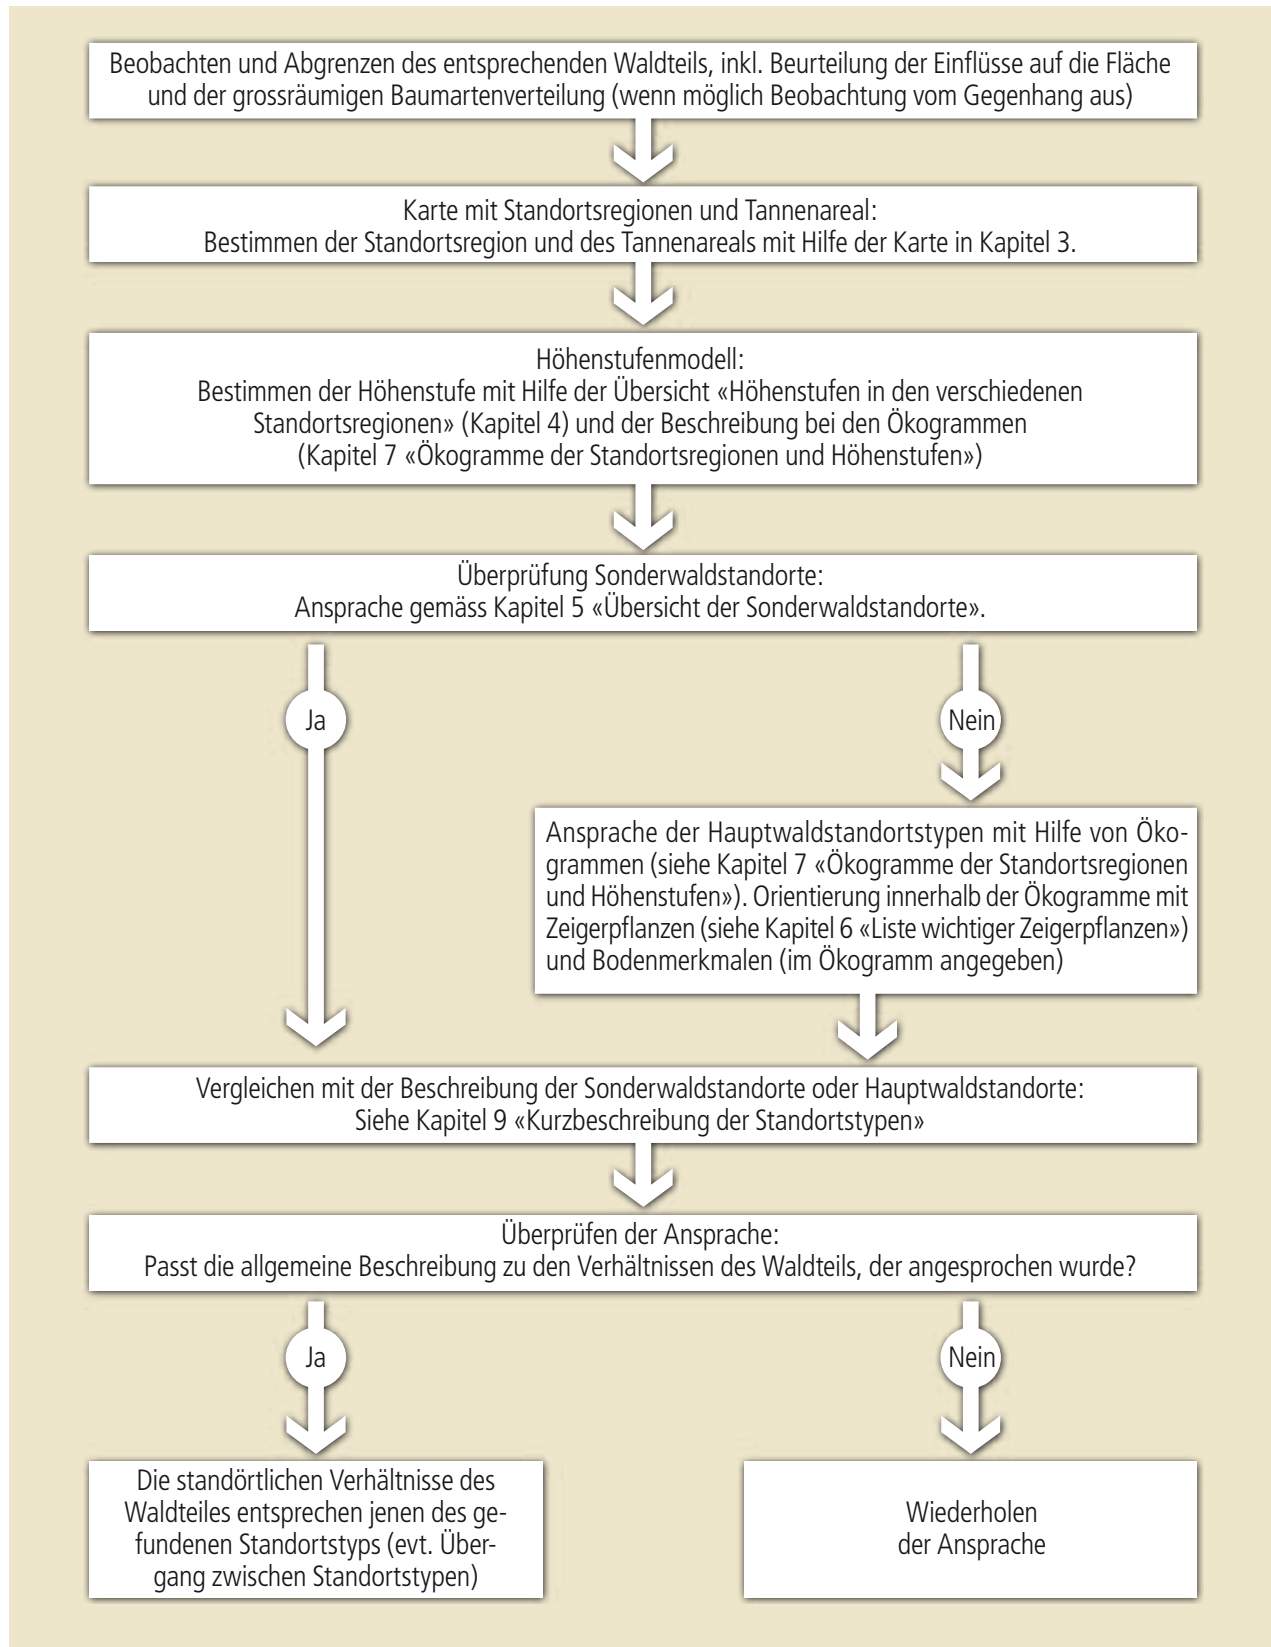 Beobachten und Abgrenzen des entsprechenden Waldteils, inkl. Beurteilung der Einflüsse auf die Fläche
und der grossräumigen Baumartenverteilung (wenn möglich Beobachtung vom Gegenhang aus)
Karte mit Standortsregionen und Tannenareal:
Bestimmen der Standortsregion und des Tannenareals mit Hilfe der Karte in Kapitel 3.
Höhenstufenmodell:
Bestimmen der Höhenstufe mit Hilfe der Übersicht «Höhenstufen in den verschiedenen
Standortsregionen» (Kapitel 4) und der Beschreibung bei den Ökogrammen
(Kapitel 7 «Ökogramme der Standortsregionen und Höhenstufen»)
Überprüfung Sonderwaldstandorte:
Ansprache gemäss Kapitel 5 «Übersicht der Sonderwaldstandorte».
Ja
Nein
Ansprache der Hauptwaldstandortstypen mit Hilfe von Öko-
grammen (siehe Kapitel 7 «Ökogramme der Standortsregionen
und Höhenstufen»). Orientierung innerhalb der Ökogramme mit
Zeigerpflanzen (siehe Kapitel 6 «Liste wichtiger Zeigerpflanzen»)
und Bodenmerkmalen (im Ökogramm angegeben)
Vergleichen mit der Beschreibung der Sonderwaldstandorte oder Hauptwaldstandorte:
Siehe Kapitel 9 «Kurzbeschreibung der Standortstypen»
Überprüfen der Ansprache:
Passt die allgemeine Beschreibung zu den Verhältnissen des Waldteils, der angesprochen wurde?
Ja
Nein
Die standörtlichen Verhältnisse des
Waldteiles entsprechen jenen des ge-
fundenen Standortstyps (evt. Über-
gang zwischen Standortstypen)
Wiederholen
der Ansprache